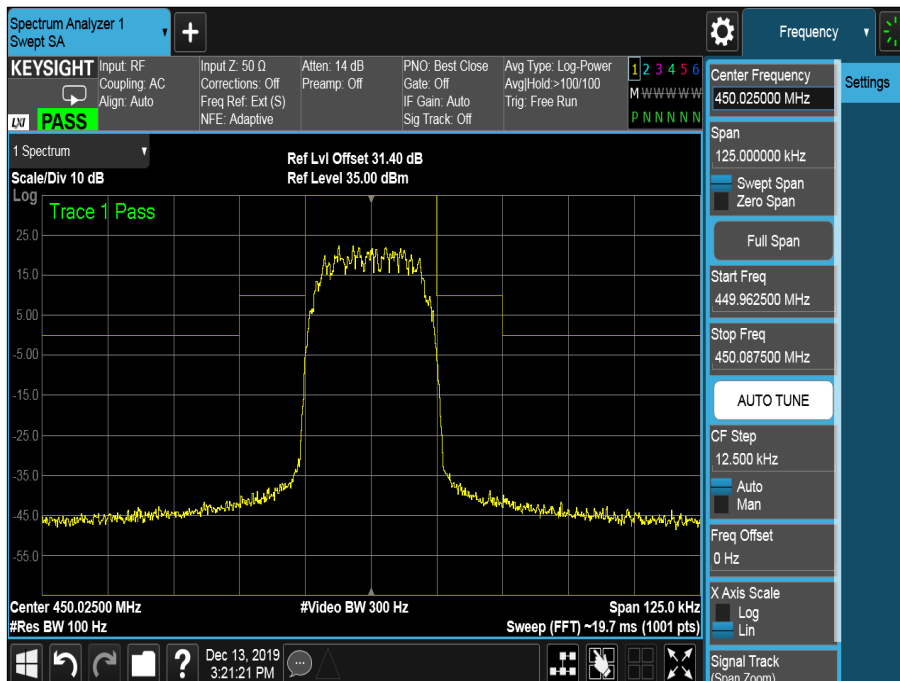 Spectrum Analyzer 1
Swept SA
Frequency
KEYSIGHT
LXI
PASS
Input: RF
Coupling: AC
Align: Auto
Input Z: 50 Ω
Corrections: Off
Freq Ref: Ext (S)
NFE: Adaptive
Atten: 14 dB
Preamp: Off
PNO: Best Close
Gate: Off
IF Gain: Auto
Sig Track: Off
Avg Type: Log-Power
Avg|Hold:>100/100
Trig: Free Run
1 2 3 4 5 6
M W W W W W
P N N N N N
Center Frequency
450.025000 MHz
Settings
Span
125.000000 kHz
Swept Span
Zero Span
Full Span
Start Freq
449.962500 MHz
Stop Freq
450.087500 MHz
AUTO TUNE
CF Step
12.500 kHz
Auto
Man
Freq Offset
0 Hz
X Axis Scale
Log
Lin
Signal Track
(Span Zoom)
1 Spectrum
Scale/Div 10 dB
Ref Lvl Offset 31.40 dB
Ref Level 35.00 dBm
Log
Trace 1 Pass
25.0
15.0
5.00
-5.00
-15.0
-25.0
-35.0
-45.0
-55.0
Center 450.02500 MHz
#Video BW 300 Hz
Span 125.0 kHz
#Res BW 100 Hz
Sweep (FFT) ~19.7 ms (1001 pts)
?
Dec 13, 2019
3:21:21 PM